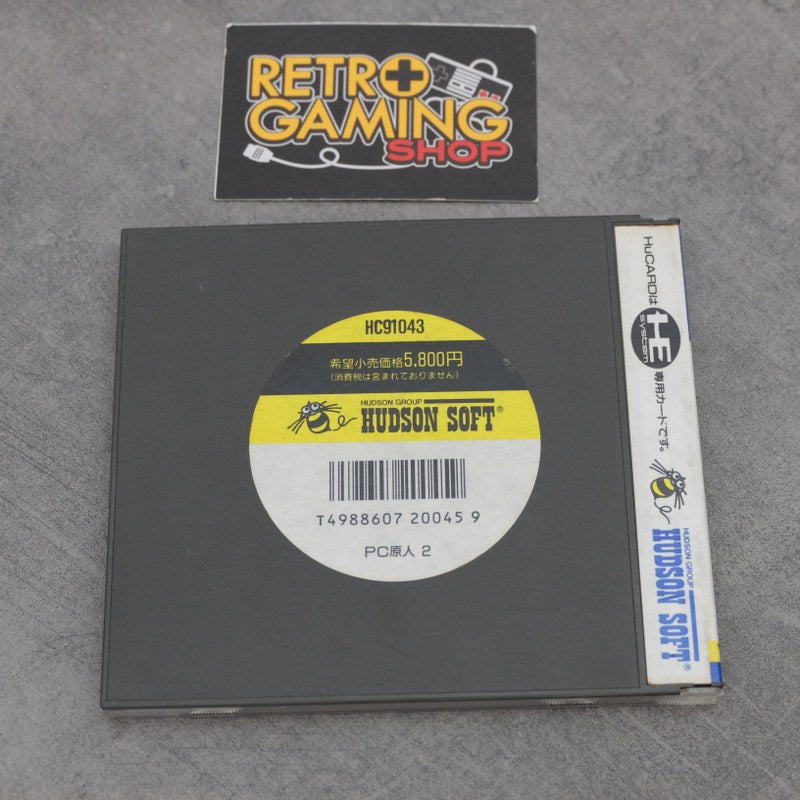 RETRO
GAMING
SHOP
HC91043
希望小売価格5,800円
(消費税は含まれておりません)
HUDSON GROUP
HUDSON SOFT®
T4988607 20045 9
PC原人 2
HuCARDは
HE
SYSTEM
専用カードです。
HUDSON GROUP
HUDSON SOFT®